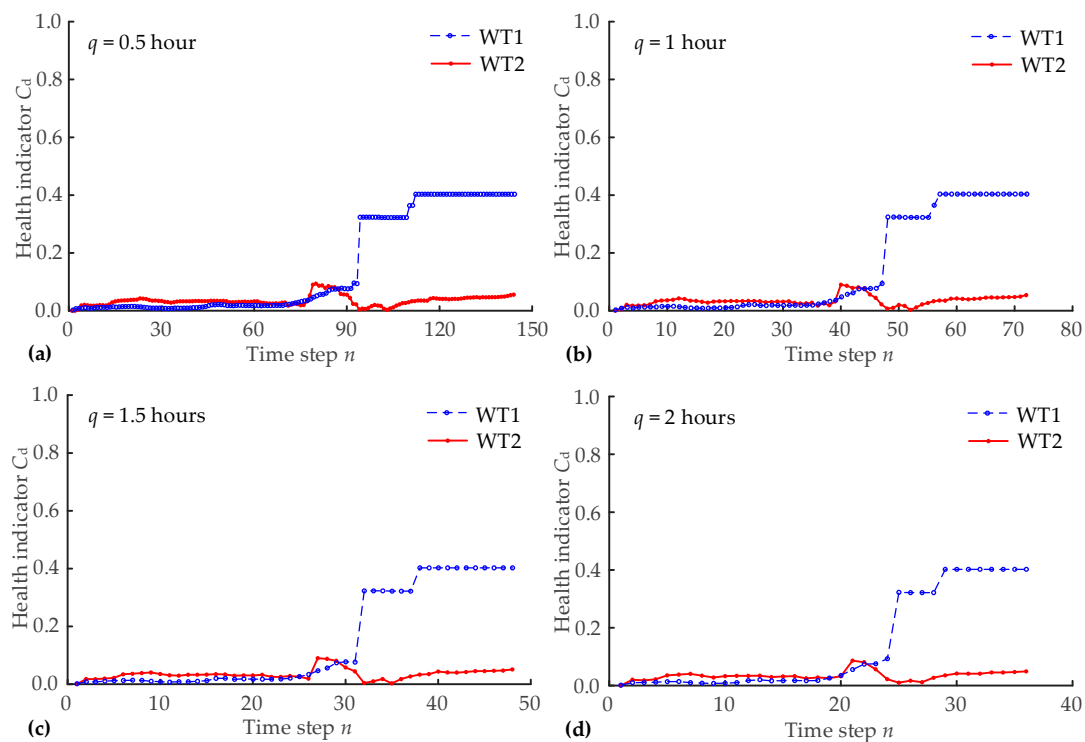 1.0
q = 0.5 hour
WT1
WT2
0.8
0.6
0.4
0.2
0.0
Health indicator Cd
0 30 60 90 120 150
(a)
Time step n
1.0
q = 1 hour
WT1
WT2
0.8
0.6
0.4
0.2
0.0
Health indicator Cd
0 10 20 30 40 50 60 70 80
(b)
Time step n
1.0
q = 1.5 hours
WT1
WT2
0.8
0.6
0.4
0.2
0.0
Health indicator Cd
0 10 20 30 40 50
(c)
Time step n
1.0
q = 2 hours
WT1
WT2
0.8
0.6
0.4
0.2
0.0
Health indicator Cd
0 10 20 30 40
(d)
Time step n